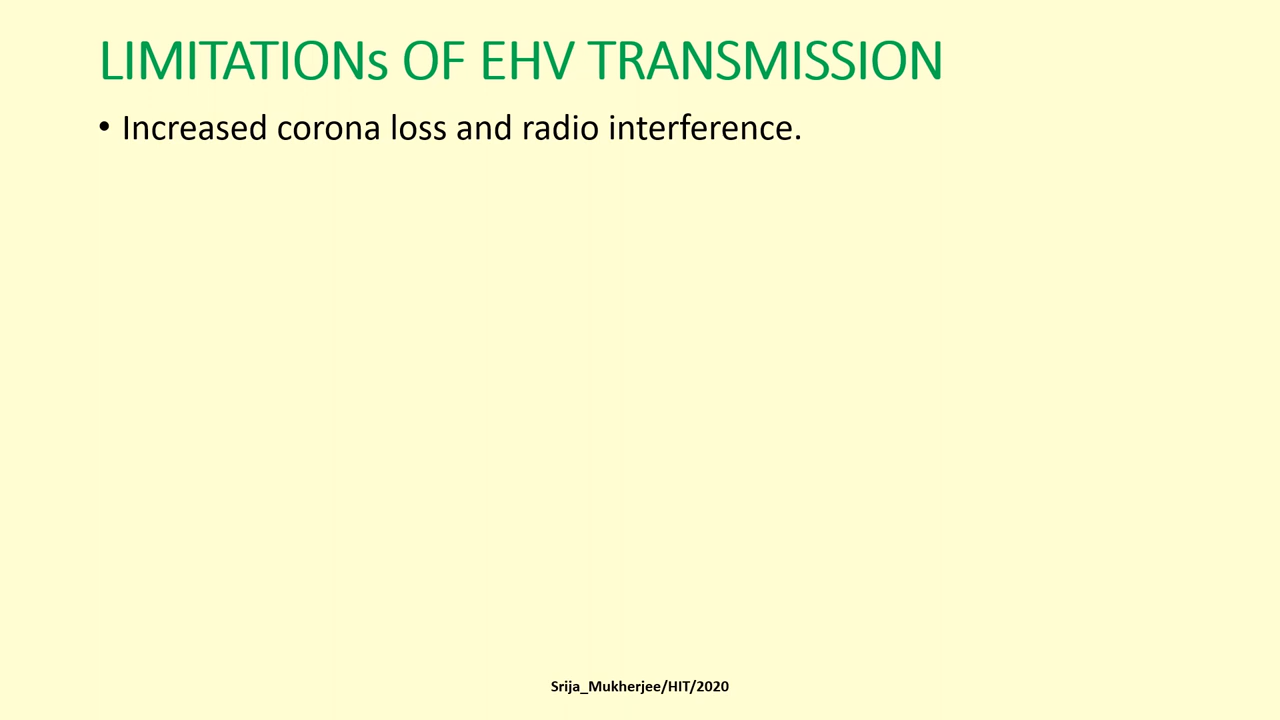 LIMITATIONs OF EHV TRANSMISSION
• Increased corona loss and radio interference.
Srija_Mukherjee/HIT/2020